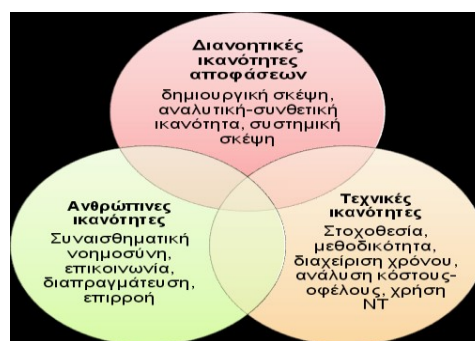 Διανοητικές
ικανότητες
αποφάσεων
δημιουργική σκέψη,
αναλυτική-συνθετική
ικανότητα, συστημική
σκέψη
Ανθρώπινες
ικανότητες
Συναισθηματική
νοημοσύνη,
επικοινωνία,
διαπραγμάτευση,
επιρροή
Τεχνικές
ικανότητες
Στοχοθεσία,
μεθοδικότητα,
διαχείριση χρόνου,
ανάλυση κόστους-
οφέλους, χρήση
ΝΤ